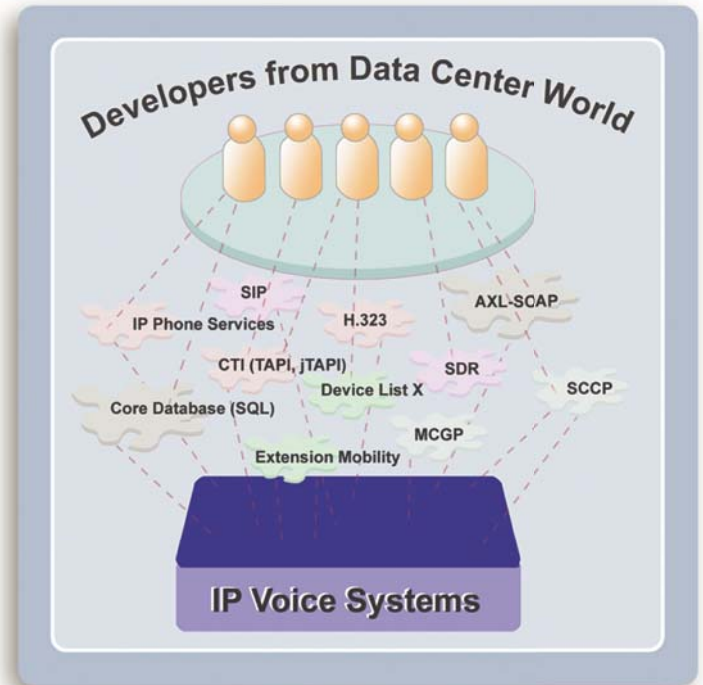 Developers from Data Center World
SIP
AXL-SOAP
IP Phone Services
H.323
CTI (TAPI, jTAPI)
SDR
Device List X
SCCP
Core Database (SQL)
MCGP
Extension Mobility
IP Voice Systems